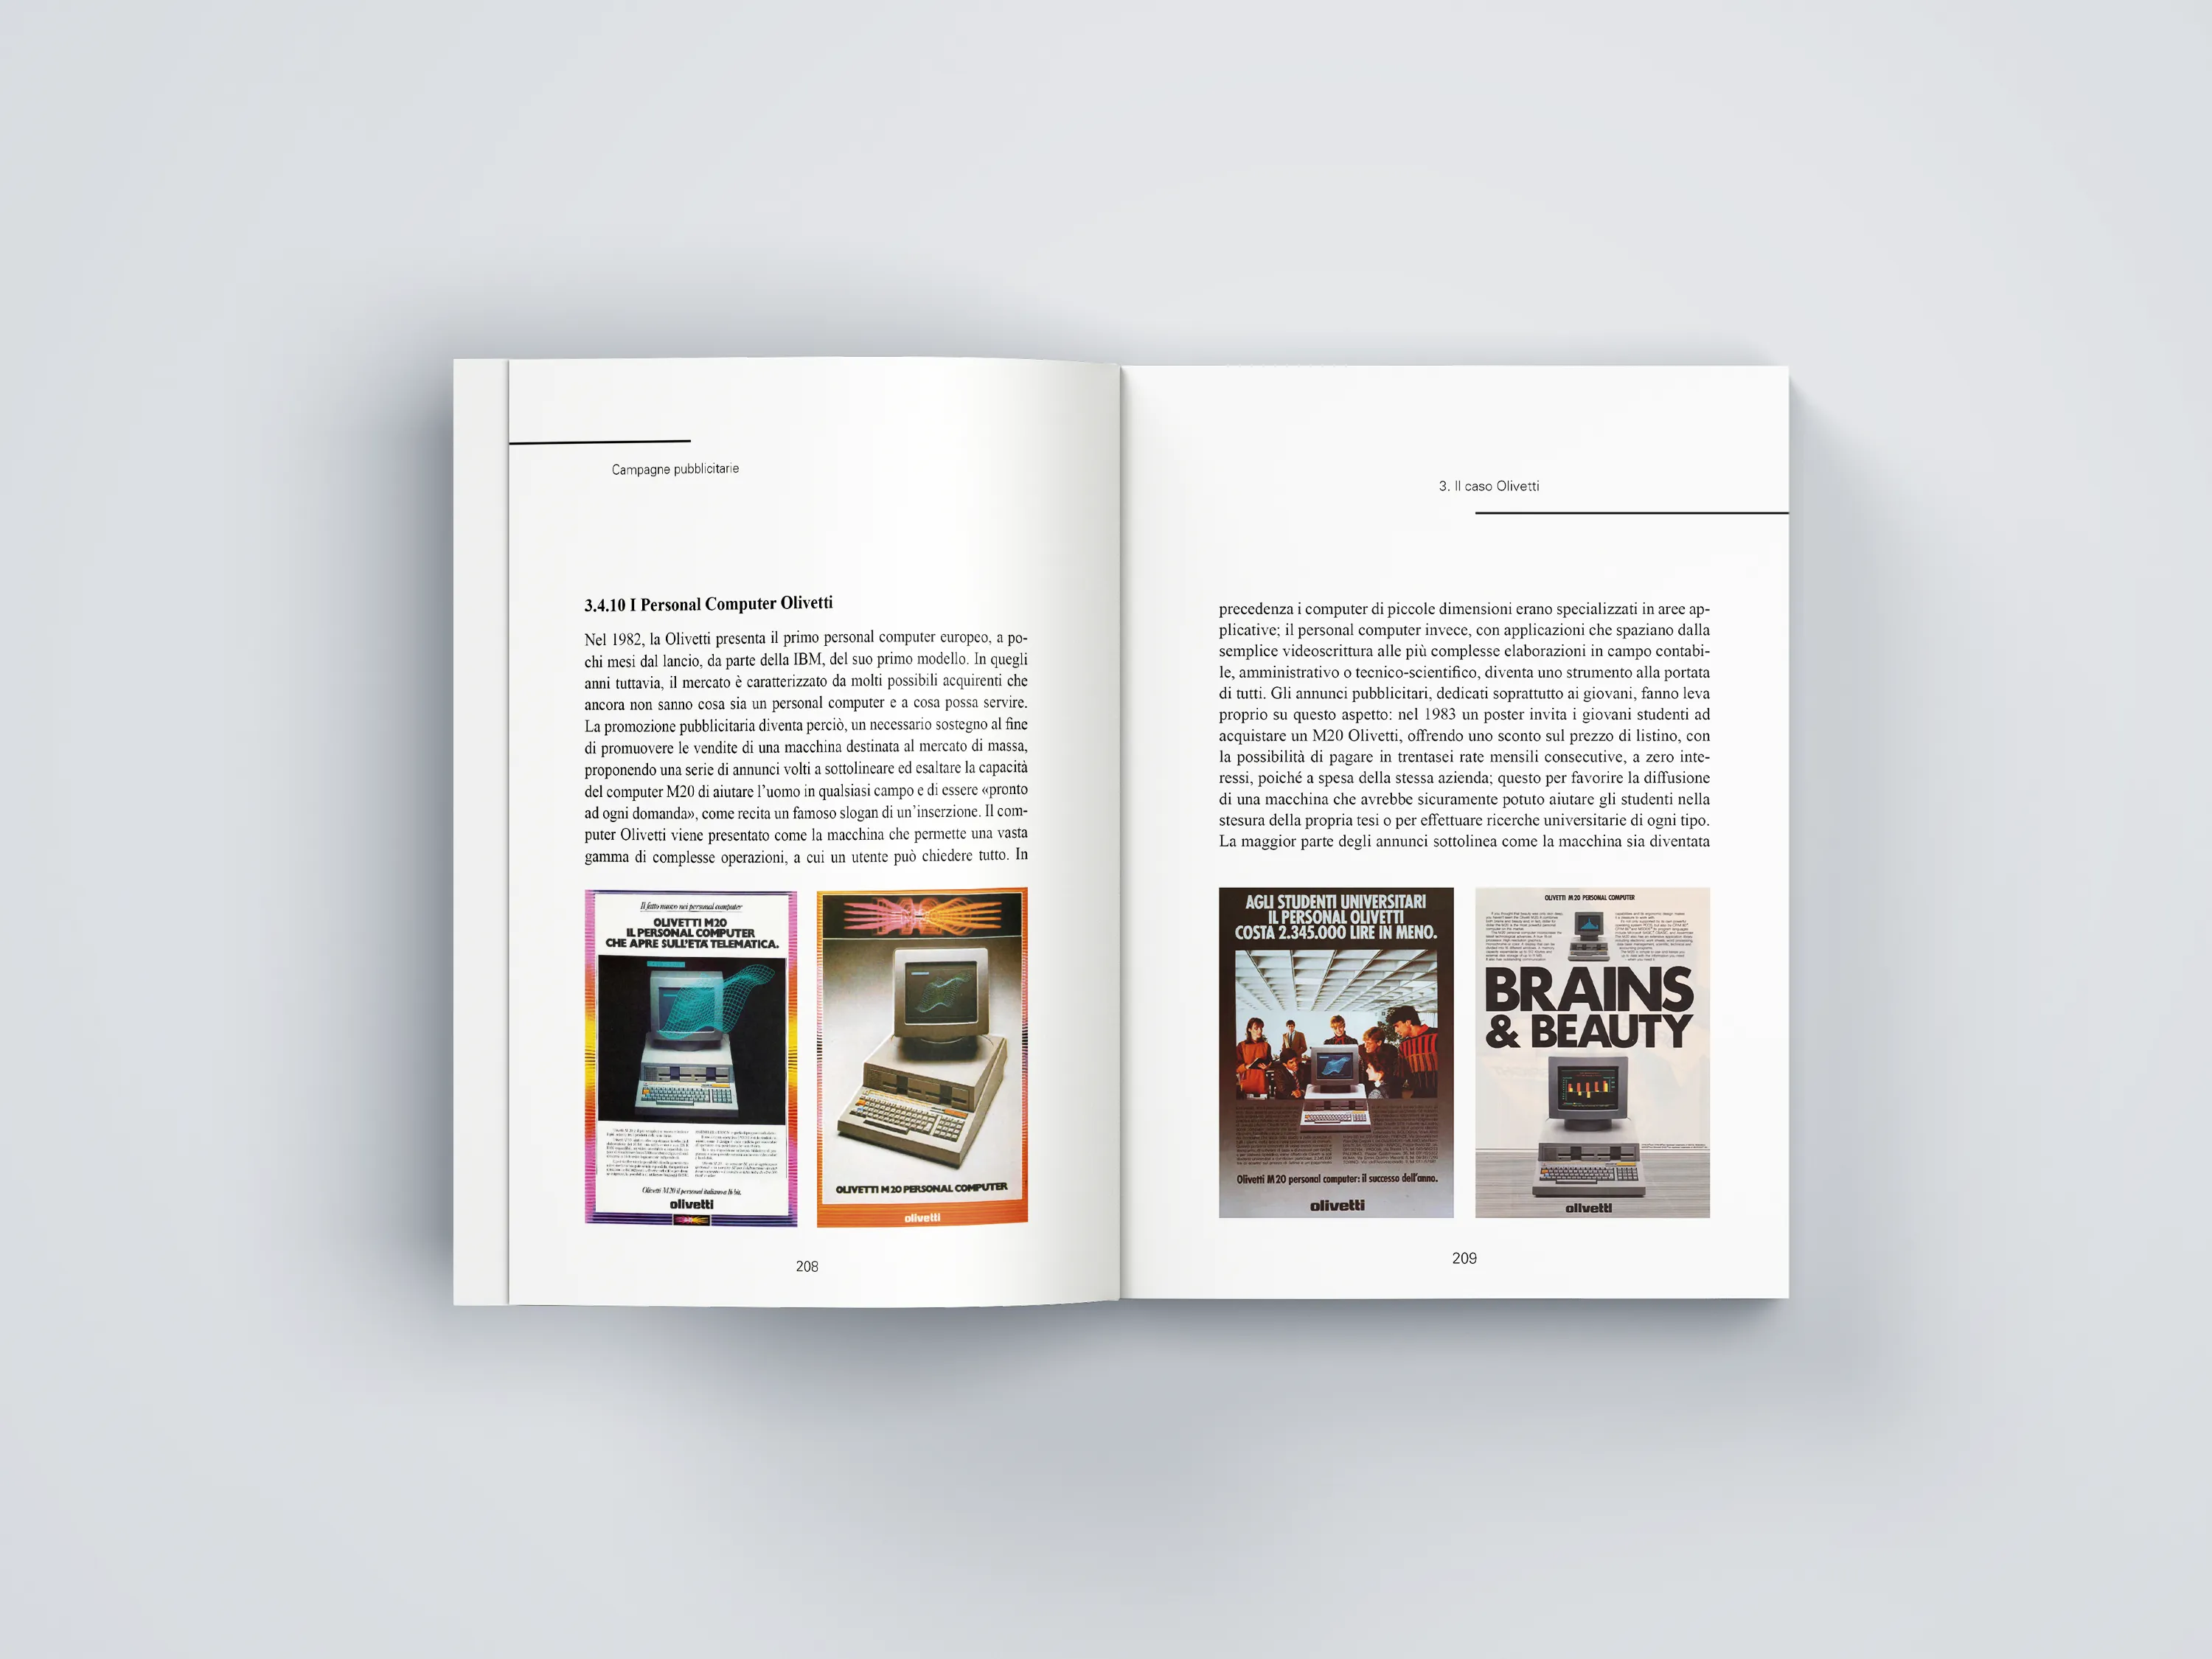 Campagne pubblicitarie
3.4.10 I Personal Computer Olivetti
Nel 1982, la Olivetti presenta il primo personal computer europeo, a po-
chi mesi dal lancio, da parte della IBM, del suo primo modello. In quegli
anni tuttavia, il mercato è caratterizzato da molti possibili acquirenti che
ancora non sanno cosa sia un personal computer e a cosa possa servire.
La promozione pubblicitaria diventa perciò, un necessario sostegno al fine
di promuovere le vendite di una macchina destinata al mercato di massa,
proponendo una serie di annunci volti a sottolineare ed esaltare la capacità
del computer M20 di aiutare l'uomo in qualsiasi campo e di essere «pronto
ad ogni domanda», come recita un famoso slogan di un'inserzione. Il com-
puter Olivetti viene presentato come la macchina che permette una vasta
gamma di complesse operazioni, a cui un utente può chiedere tutto. In
Il fatto nuovo nei personal computer
OLIVETTI M20
IL PERSONAL COMPUTER
CHE APRE SULL'ETÀ TELEMATICA.
Olivetti M20 il personal italiano a 16 bit.
olivetti
OLIVETTI M20 PERSONAL COMPUTER
olivetti
208
3. Il caso Olivetti
precedenza i computer di piccole dimensioni erano specializzati in aree ap-
plicative; il personal computer invece, con applicazioni che spaziano dalla
semplice videoscrittura alle più complesse elaborazioni in campo contabi-
le, amministrativo o tecnico-scientifico, diventa uno strumento alla portata
di tutti. Gli annunci pubblicitari, dedicati soprattutto ai giovani, fanno leva
proprio su questo aspetto: nel 1983 un poster invita i giovani studenti ad
acquistare un M20 Olivetti, offrendo uno sconto sul prezzo di listino, con
la possibilità di pagare in trentasei rate mensili consecutive, a zero inte-
ressi, poiché a spesa della stessa azienda; questo per favorire la diffusione
di una macchina che avrebbe sicuramente potuto aiutare gli studenti nella
stesura della propria tesi o per effettuare ricerche universitarie di ogni tipo.
La maggior parte degli annunci sottolinea come la macchina sia diventata
AGLI STUDENTI UNIVERSITARI
IL PERSONAL OLIVETTI
COSTA 2.345.000 LIRE IN MENO.
Olivetti M20 personal computer: il successo dell'anno.
olivetti
OLIVETTI M20 PERSONAL COMPUTER
BRAINS
& BEAUTY
olivetti
209